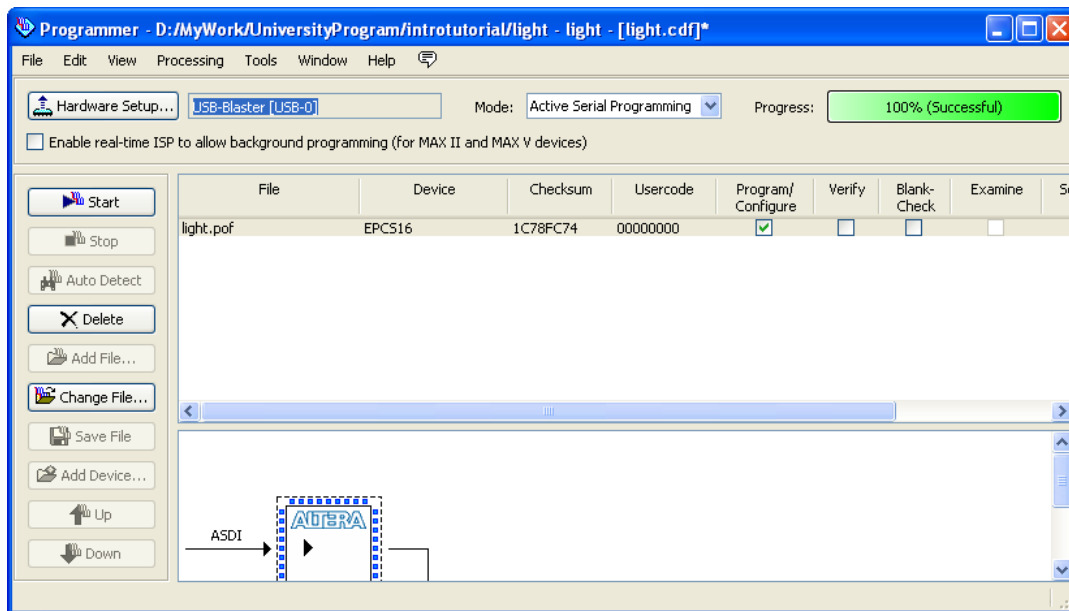 Programmer - D:/MyWork/UniversityProgram/introtutorial/light - light - [light.cdf]*
File Edit View Processing Tools Window Help
Hardware Setup... USB-Blaster [USB-0] Mode: Active Serial Programming Progress: 100% (Successful)
Enable real-time ISP to allow background programming (for MAX II and MAX V devices)
Start
Stop
Auto Detect
Delete
Add File...
Change File...
Save File
Add Device...
Up
Down
File Device Checksum Usercode Program/ Configure Verify Blank- Check Examine
light.pof EPCS16 1C78FC74 00000000
ALTERA
ASDI